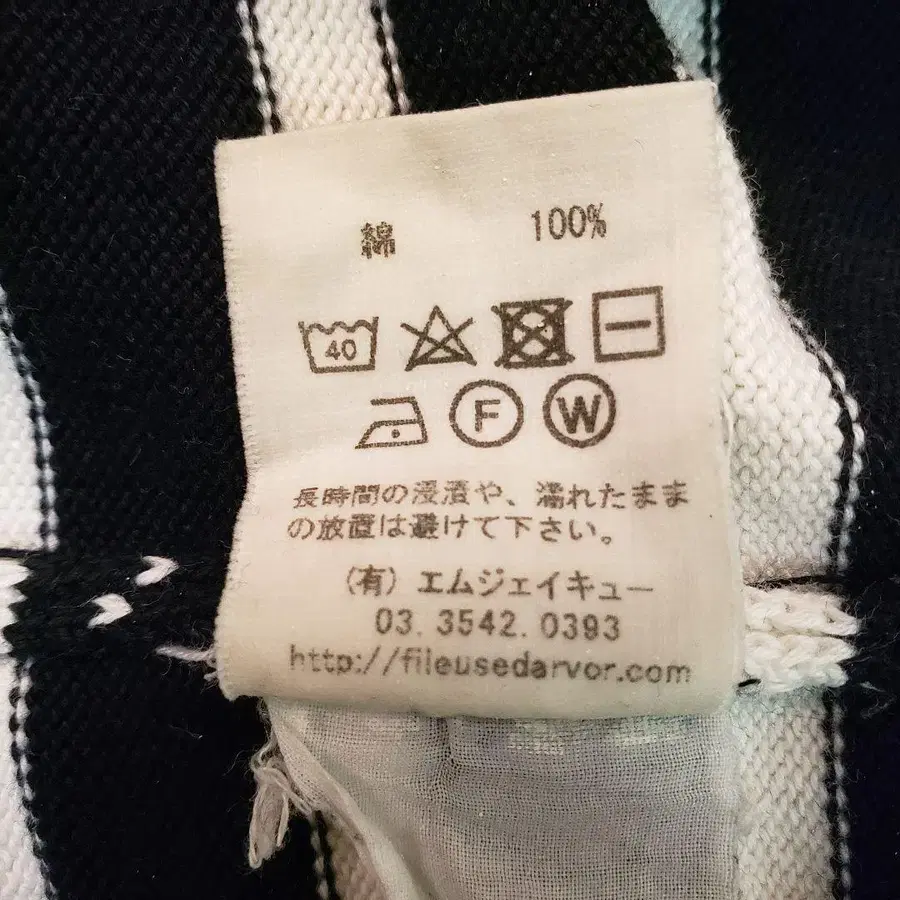 綿 100%
40
F W
長時間の浸漬や、濡れたまま
の放置は避けて下さい。
(有) エムジェイキュー
03. 3542. 0393
http://fileusedarvor.com